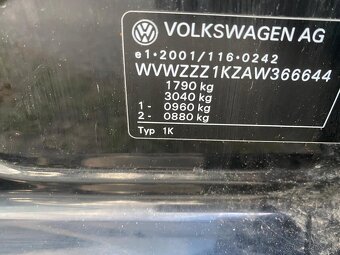 VOLKSWAGEN AG
e1*2001/116*0242
WVWZZZ1KZAW366644
1790 kg
3040 kg
1 - 0960 kg
2 - 0880 kg
Typ 1K